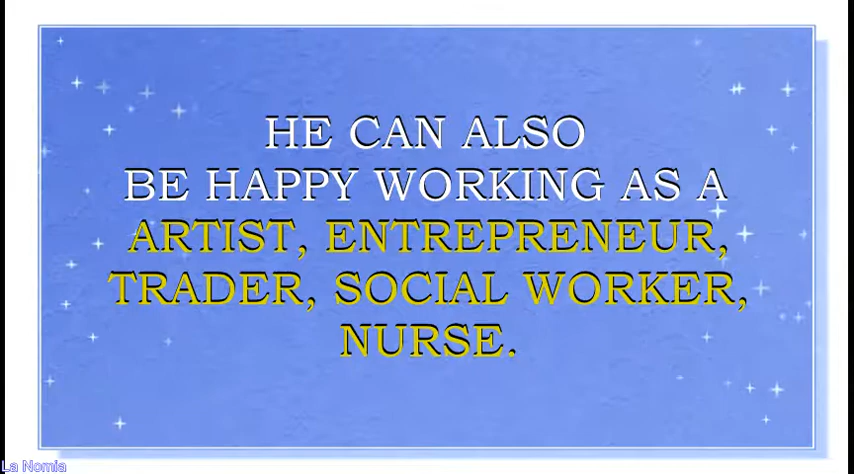 HE CAN ALSO
BE HAPPY WORKING AS A
ARTIST, ENTREPRENEUR,
TRADER, SOCIAL WORKER,
NURSE.
La Nomia